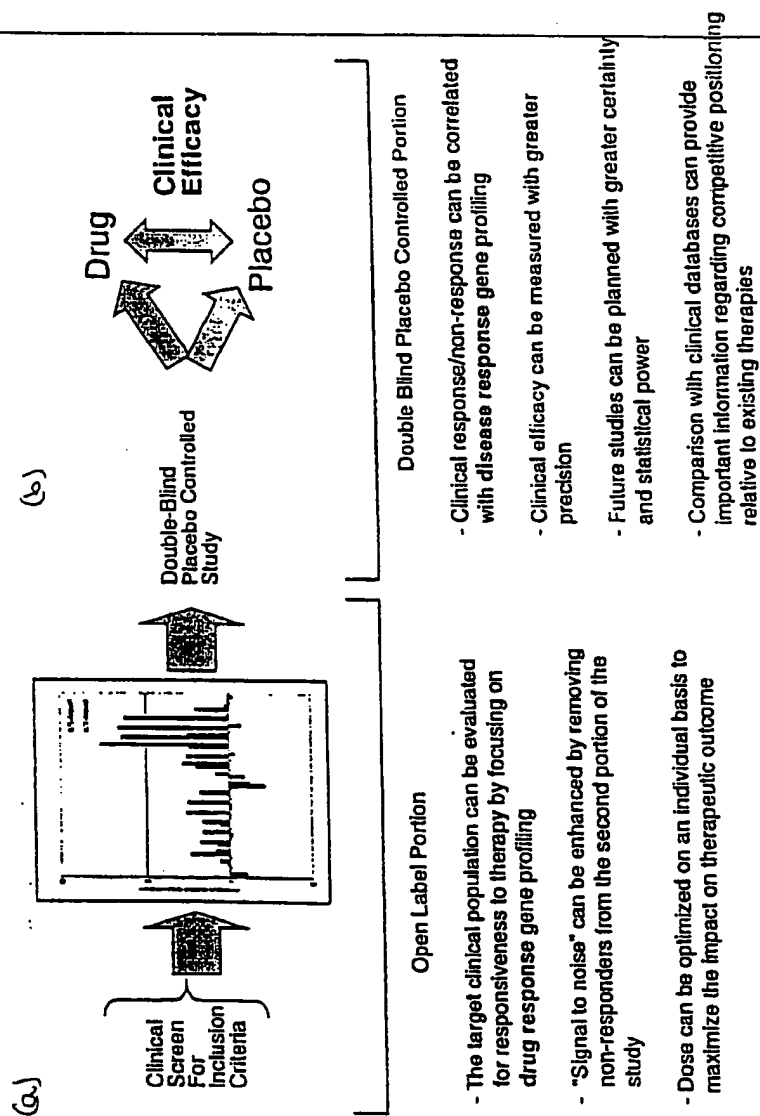 (a)
Clinical
Screen
For
Inclusion
Criteria
Open Label Portion
- The target clinical population can be evaluated
for responsiveness to therapy by focusing on
drug response gene profiling
- "Signal to noise" can be enhanced by removing
non-responders from the second portion of the
study
- Dose can be optimized on an individual basis to
maximize the impact on therapeutic outcome
(b)
Double-Blind
Placebo Controlled
Study
Drug
Clinical
Efficacy
Placebo
Double Blind Placebo Controlled Portion
- Clinical response/non-response can be correlated
with disease response gene profiling
- Clinical efficacy can be measured with greater
precision
- Future studies can be planned with greater certainty
and statistical power
- Comparison with clinical databases can provide
important information regarding competitive positioning
relative to existing therapies